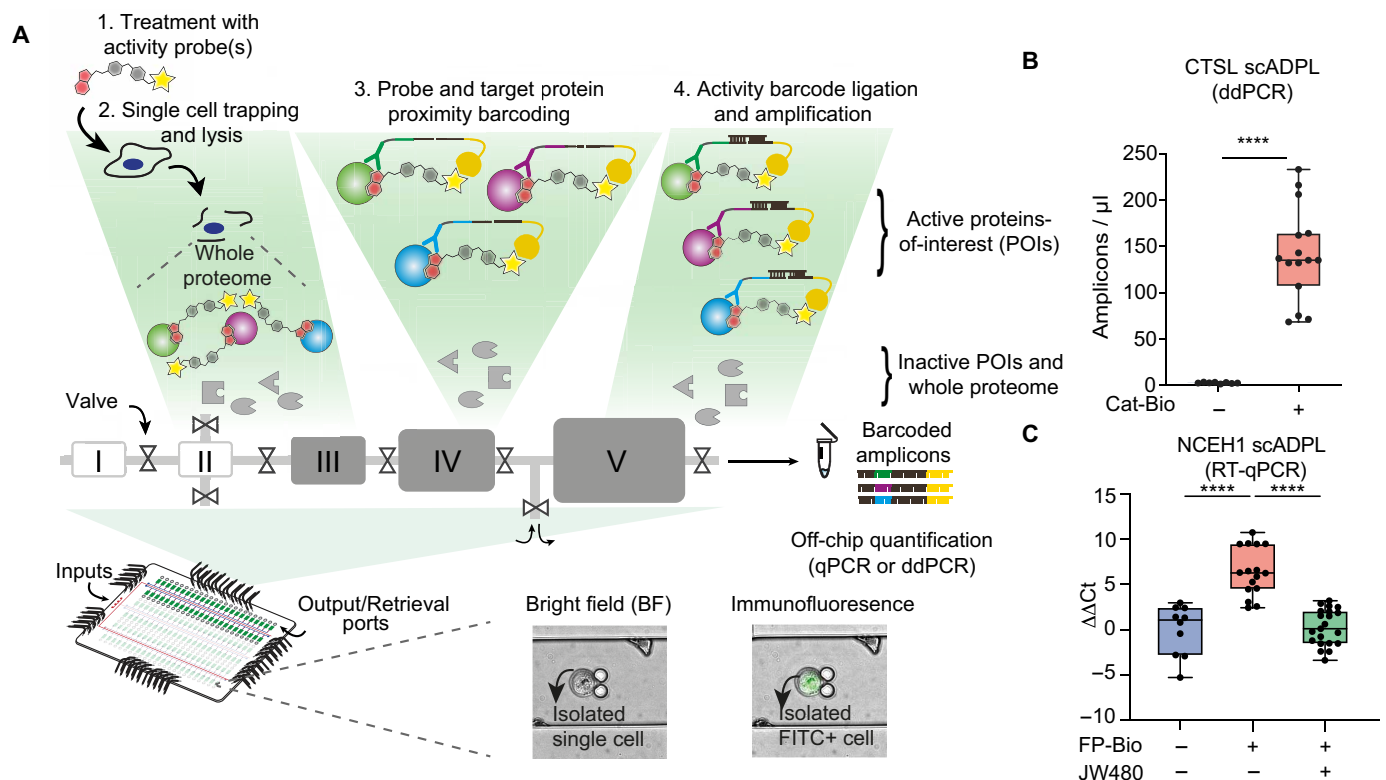 A
1. Treatment with
activity probe(s)
2. Single cell trapping
and lysis
Whole
proteome
3. Probe and target protein
proximity barcoding
4. Activity barcode ligation
and amplification
Active proteins-
of-interest (POIs)
Inactive POIs and
whole proteome
Valve
I
II
III
IV
V
Barcoded
amplicons
Off-chip quantification
(qPCR or ddPCR)
Inputs
Output/Retrieval
ports
Bright field (BF)
Isolated
single cell
Immunofluoresence
Isolated
FITC+ cell
B
CTSL scADPL
(ddPCR)
****
Amplicons / µl
250
200
150
100
50
0
Cat-Bio
– +
C
NCEH1 scADPL
(RT-qPCR)
**** ****
ΔΔCt
15
10
5
0
–5
–10
FP-Bio – + +
JW480 – – +